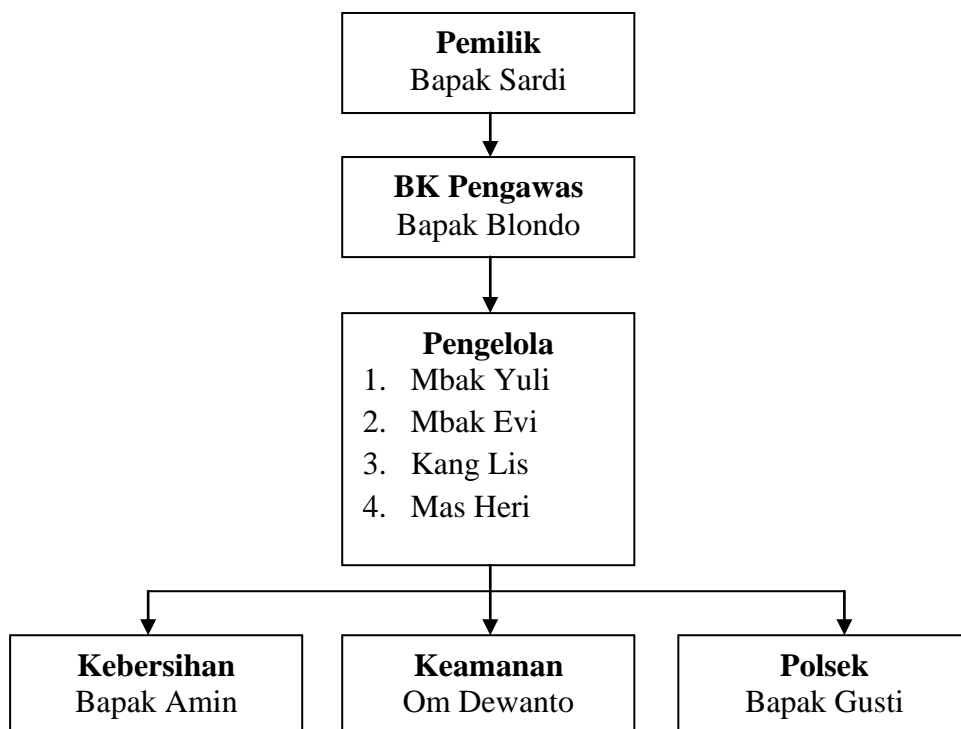 Pemilik
Bapak Sardi
BK Pengawas
Bapak Blondo
Pengelola
1. Mbak Yuli
2. Mbak Evi
3. Kang Lis
4. Mas Heri
Kebersihan
Bapak Amin
Keamanan
Om Dewanto
Polsek
Bapak Gusti